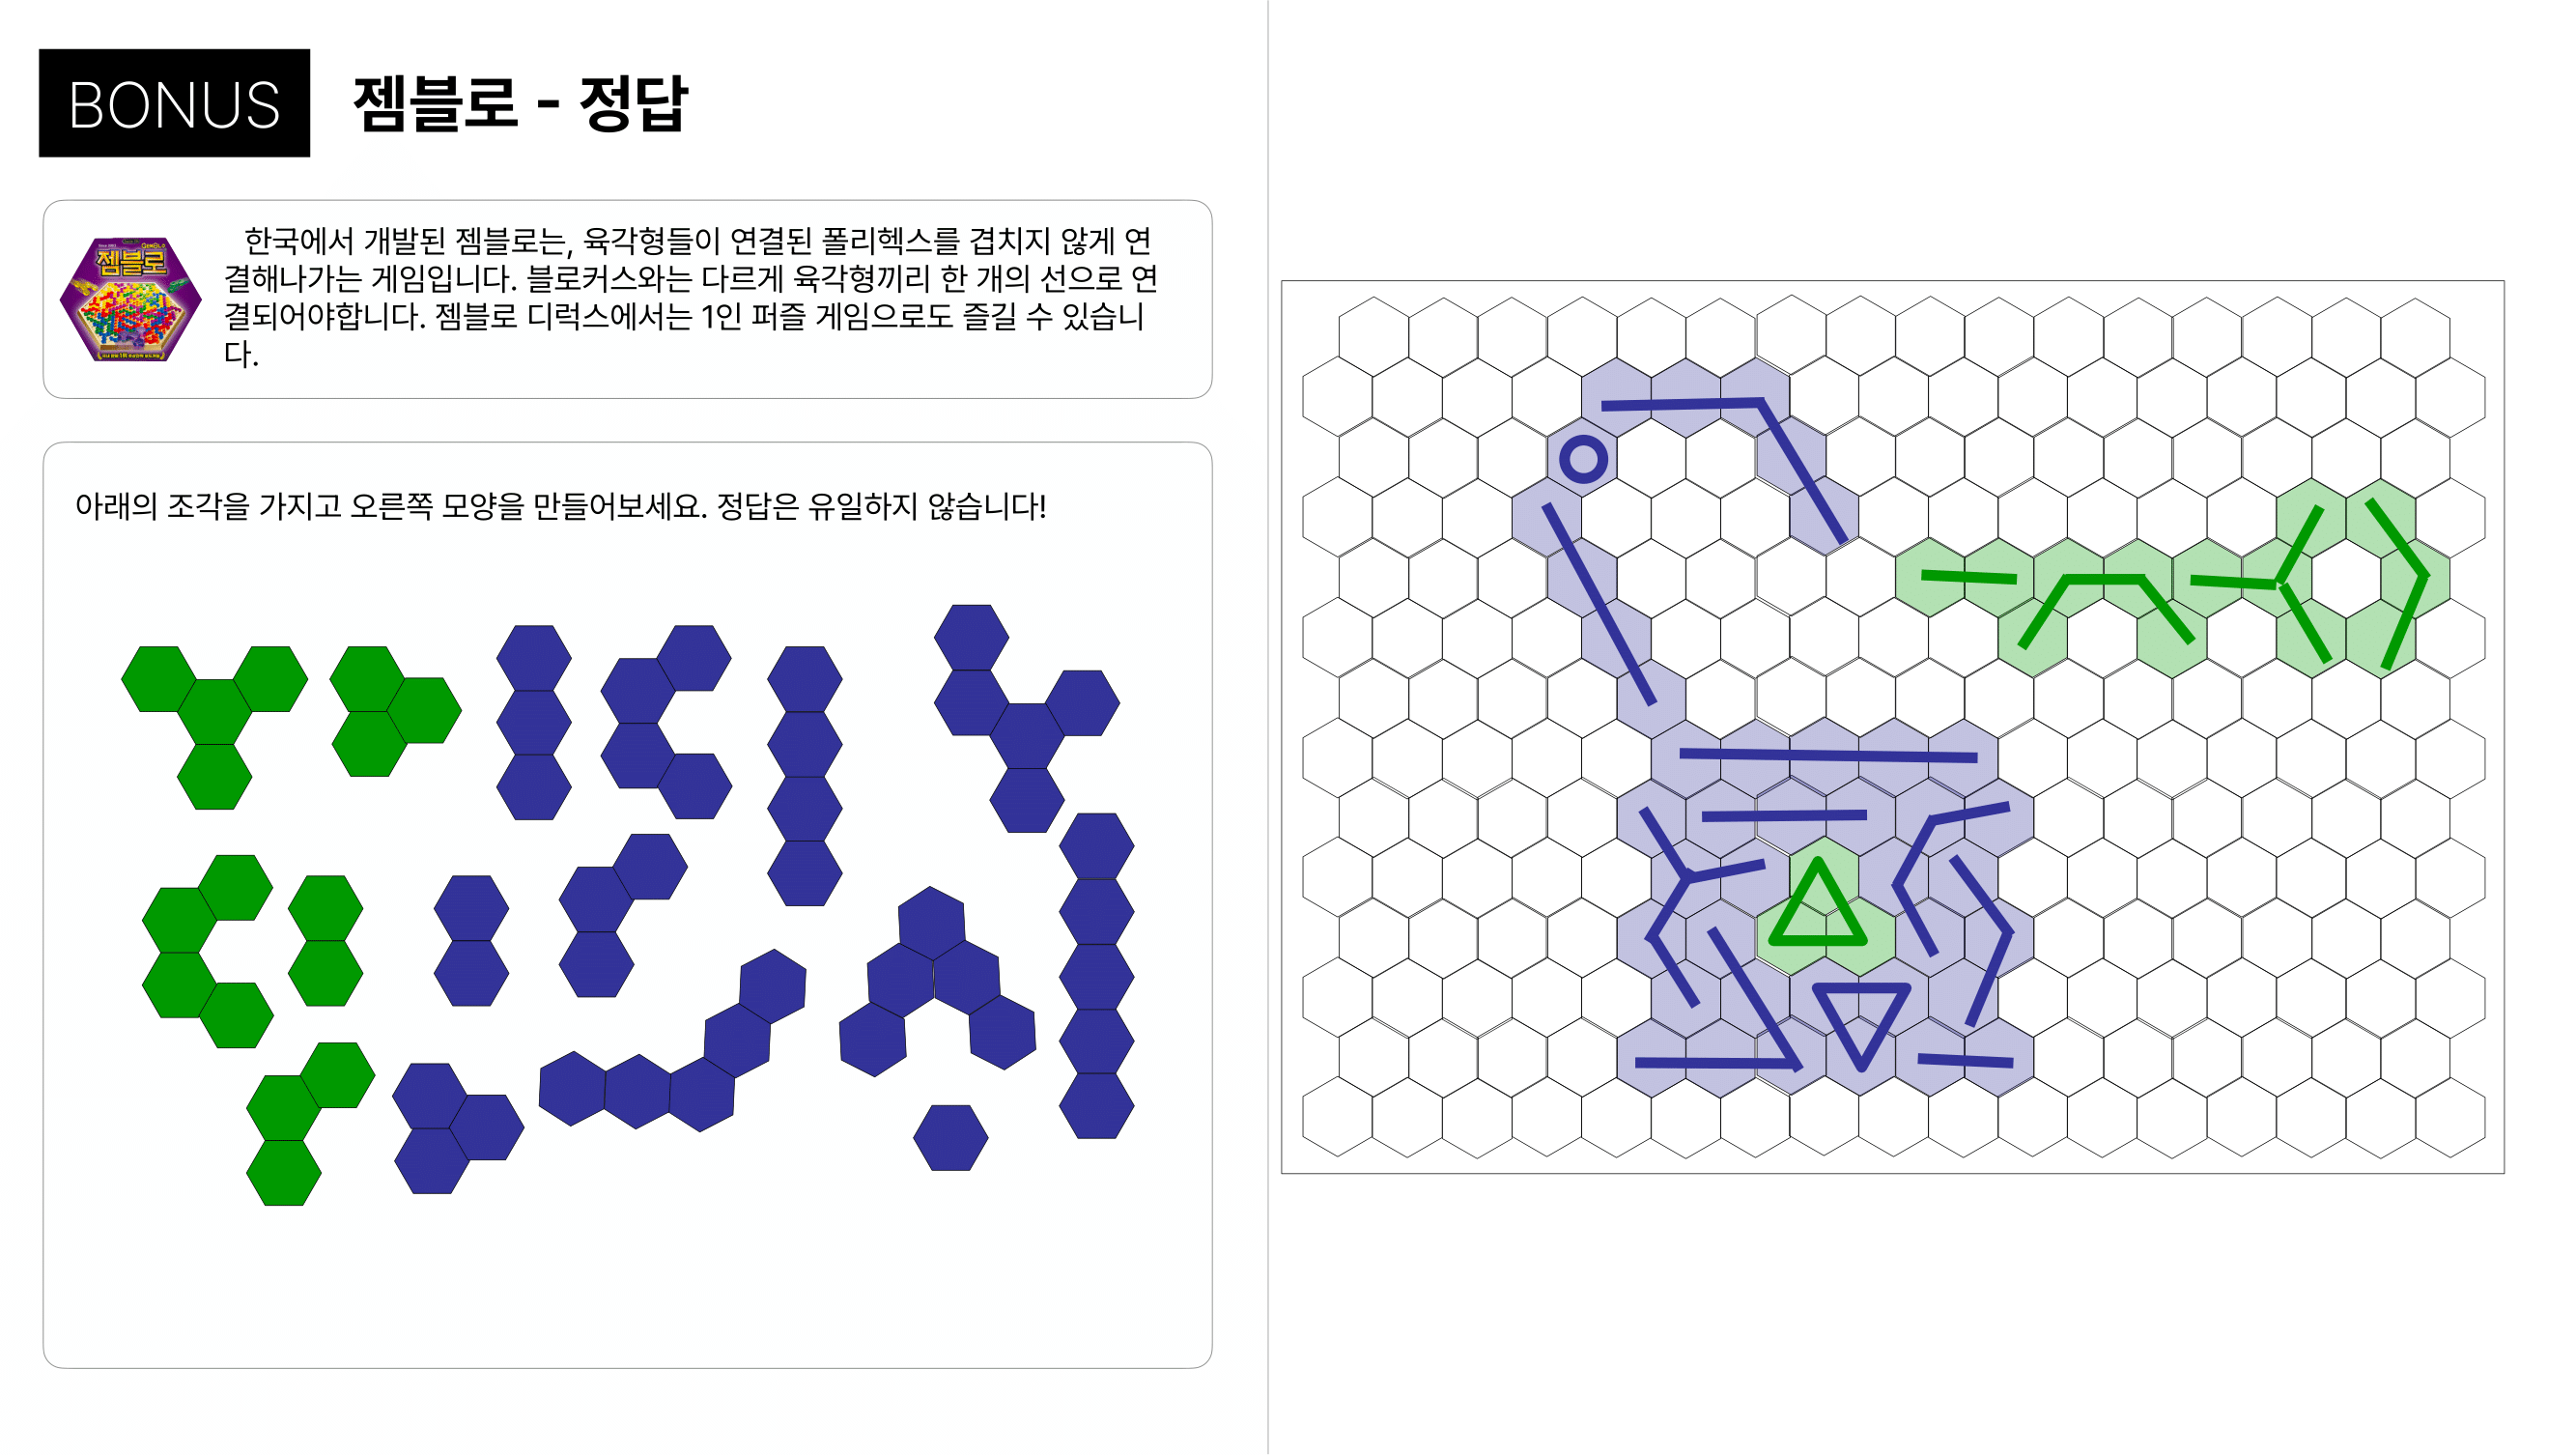 BONUS
젬블로 - 정답
젬블로
한국에서 개발된 젬블로는, 육각형들이 연결된 폴리헥스를 겹치지 않게 연
결해나가는 게임입니다. 블로커스와는 다르게 육각형끼리 한 개의 선으로 연
결되어야합니다. 젬블로 디럭스에서는 1인 퍼즐 게임으로도 즐길 수 있습니
다.
아래의 조각을 가지고 오른쪽 모양을 만들어보세요. 정답은 유일하지 않습니다!